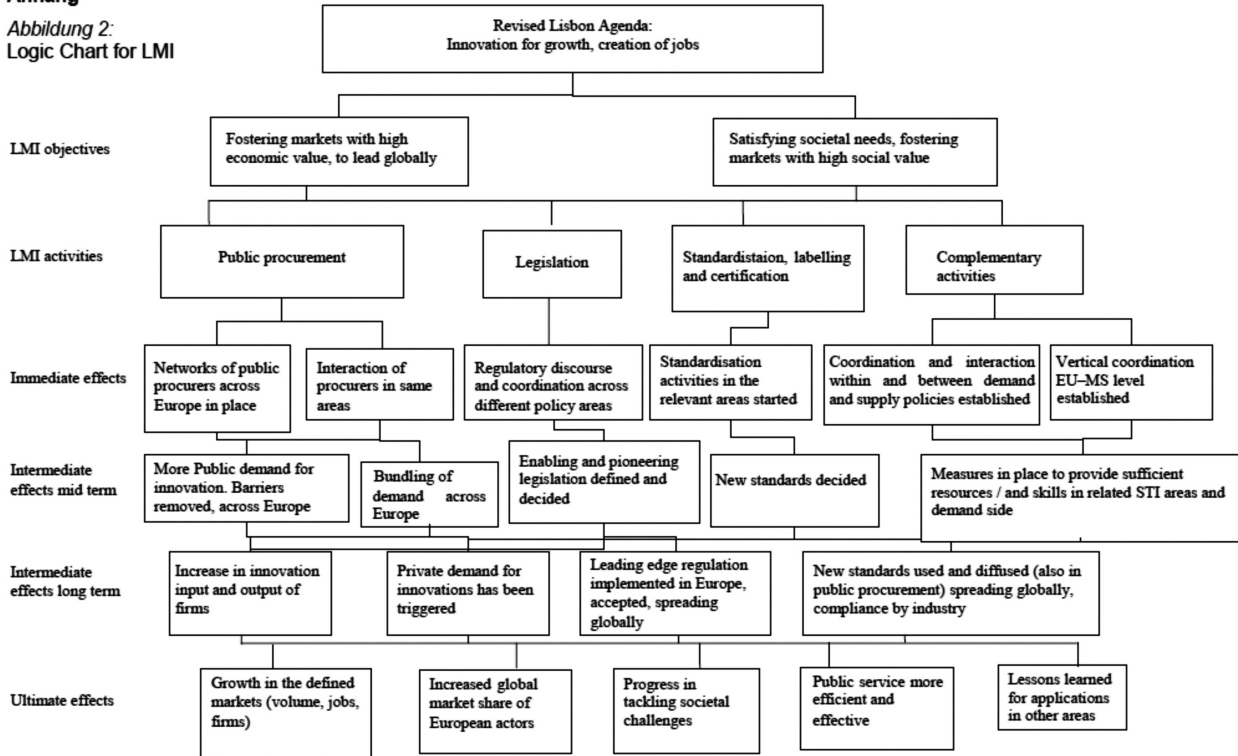 Anhang
Abbildung 2:
Logic Chart for LMI
Revised Lisbon Agenda:
Innovation for growth, creation of jobs
LMI objectives
Fostering markets with high
economic value, to lead globally
Satisfying societal needs, fostering
markets with high social value
LMI activities
Public procurement
Legislation
Standardistaion, labelling
and certification
Complementary
activities
Immediate effects
Networks of public
procurers across
Europe in place
Interaction of
procurers in same
areas
Regulatory discourse
and coordination across
different policy areas
Standardisation
activities in the
relevant areas started
Coordination and interaction
within and between demand
and supply policies established
Vertical coordination
EU–MS level
established
Intermediate
effects mid term
More Public demand for
innovation. Barriers
removed, across Europe
Bundling of
demand across
Europe
Enabling and pioneering
legislation defined and
decided
New standards decided
Measures in place to provide sufficient
resources / and skills in related STI areas and
demand side
Intermediate
effects long term
Increase in innovation
input and output of
firms
Private demand for
innovations has been
triggered
Leading edge regulation
implemented in Europe,
accepted, spreading
globally
New standards used and diffused (also in
public procurement) spreading globally,
compliance by industry
Ultimate effects
Growth in the defined
markets (volume, jobs,
firms)
Increased global
market share of
European actors
Progress in
tackling societal
challenges
Public service more
efficient and
effective
Lessons learned
for applications
in other areas